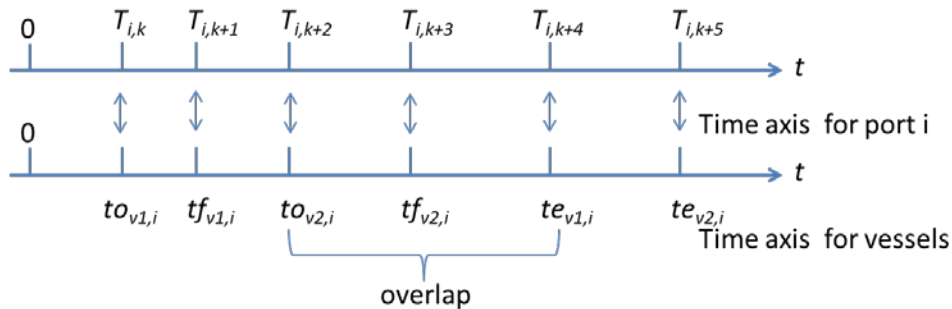 0 T_{i,k} T_{i,k+1} T_{i,k+2} T_{i,k+3} T_{i,k+4} T_{i,k+5}
t
Time axis for port i
0
t
to_{v1,i} tf_{v1,i} to_{v2,i} tf_{v2,i} te_{v1,i} te_{v2,i}
Time axis for vessels
overlap